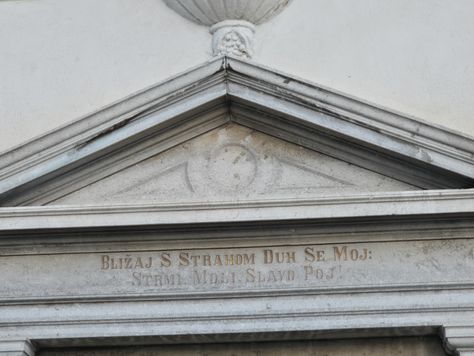 BLIŽAJ S STRAHOM DUH SE MOJ:
STRMI, MOLI, SLAVO POJ!